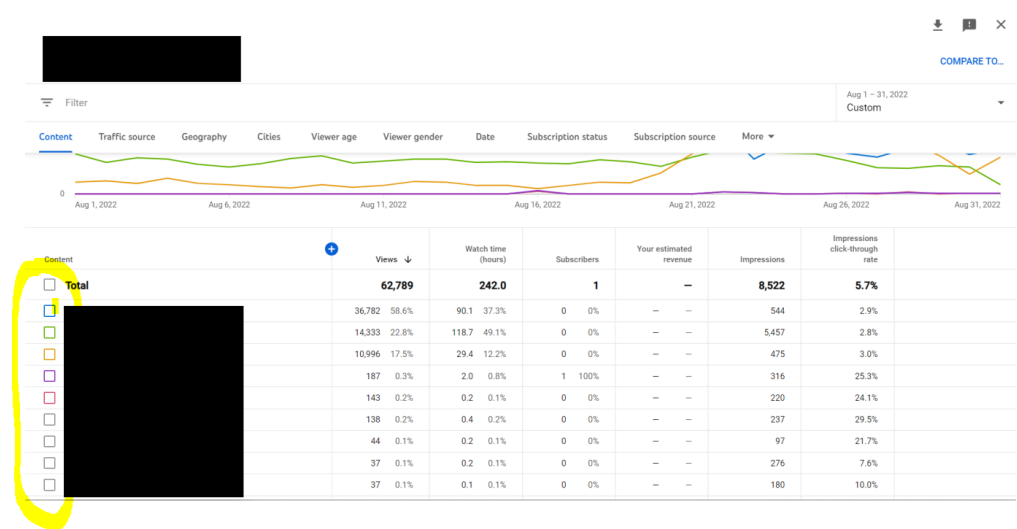 COMPARE TO...
Filter
Aug 1 – 31, 2022
Custom
Content Traffic source Geography Cities Viewer age Viewer gender Date Subscription status Subscription source More
0
Aug 1, 2022 Aug 6, 2022 Aug 11, 2022 Aug 16, 2022 Aug 21, 2022 Aug 26, 2022 Aug 31, 2022
Content Views Watch time (hours) Subscribers Your estimated revenue Impressions Impressions click-through rate
Total 62,789 242.0 1 – 8,522 5.7%
36,782 58.6% 90.1 37.3% 0 0% – – 544 2.9%
14,333 22.8% 118.7 49.1% 0 0% – – 5,457 2.8%
10,996 17.5% 29.4 12.2% 0 0% – – 475 3.0%
187 0.3% 2.0 0.8% 1 100% – – 316 25.3%
143 0.2% 0.2 0.1% 0 0% – – 220 24.1%
138 0.2% 0.4 0.2% 0 0% – – 237 29.5%
44 0.1% 0.2 0.1% 0 0% – – 97 21.7%
37 0.1% 0.2 0.1% 0 0% – – 276 7.6%
37 0.1% 0.1 0.1% 0 0% – – 180 10.0%